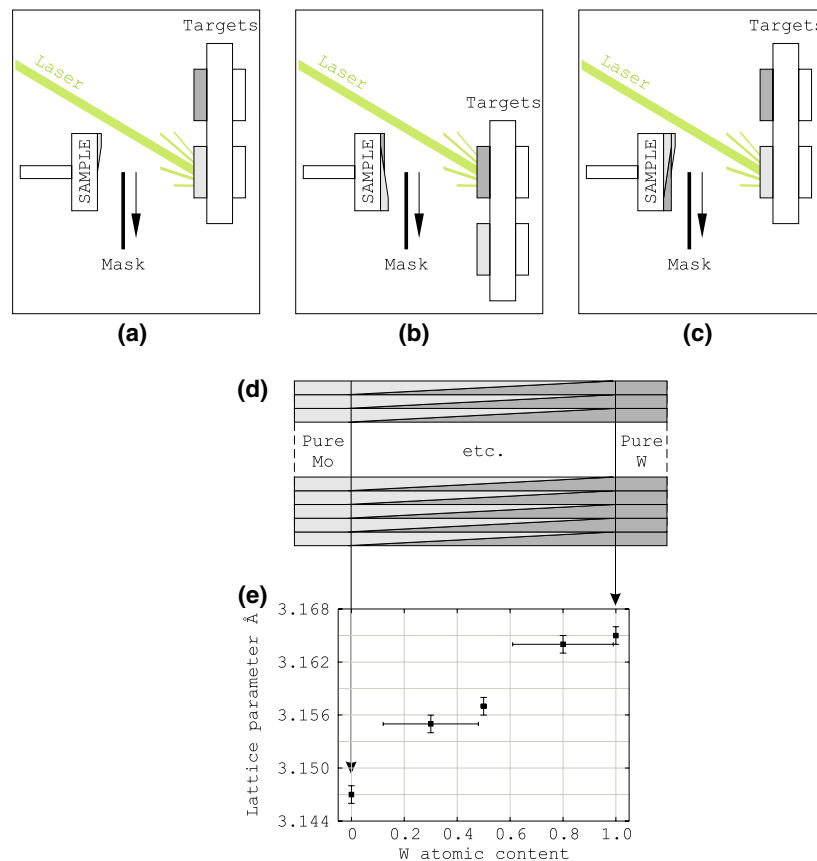 Targets
Laser
SAMPLE
Mask
(a)
Targets
Laser
SAMPLE
Mask
(b)
Targets
Laser
SAMPLE
Mask
(c)
(d)
Pure
Mo
etc.
Pure
W
(e)
Lattice parameter Å
3.168
3.162
3.156
3.150
3.144
0 0.2 0.4 0.6 0.8 1.0
W atomic content